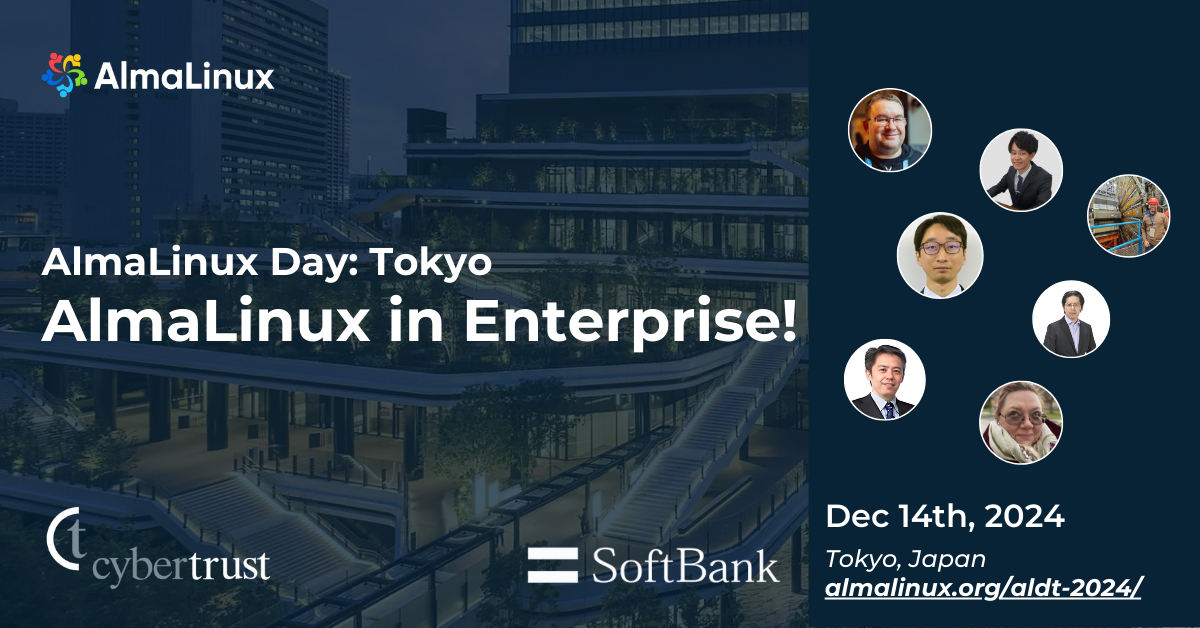 AlmaLinux
AlmaLinux Day: Tokyo
AlmaLinux in Enterprise!
cybertrust
SoftBank
Dec 14th, 2024
Tokyo, Japan
almalinux.org/aldt-2024/